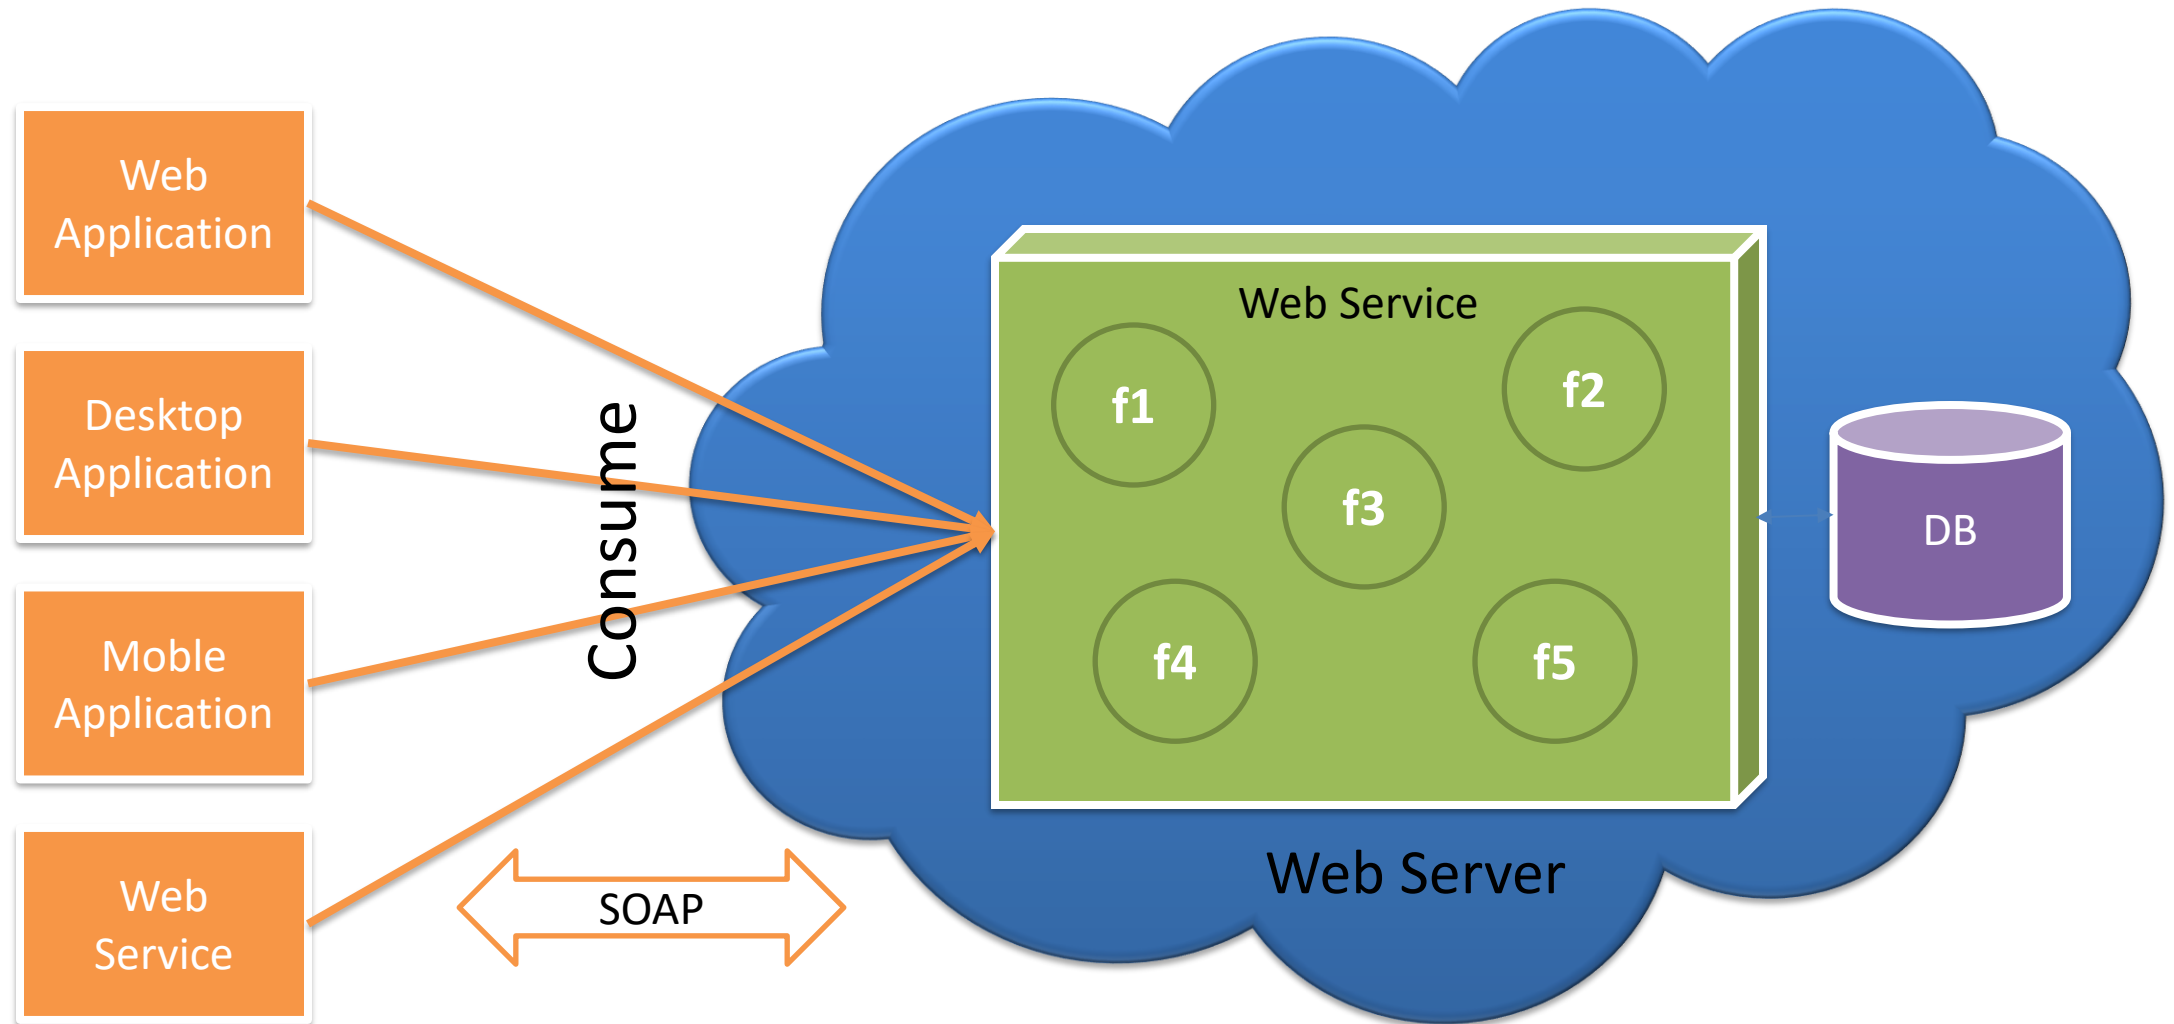 Web
Application
Desktop
Application
Moble
Application
Web
Service
Consume
SOAP
Web Service
f1
f2
f3
f4
f5
DB
Web Server